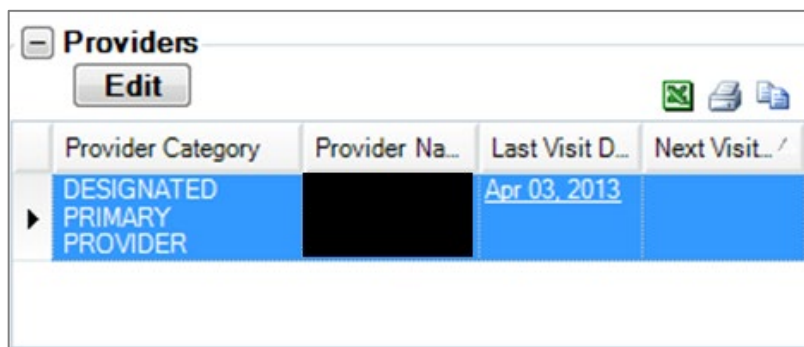 Providers
Edit
Provider Category Provider Na... Last Visit D... Next Visit...
DESIGNATED Apr 03, 2013
PRIMARY
PROVIDER